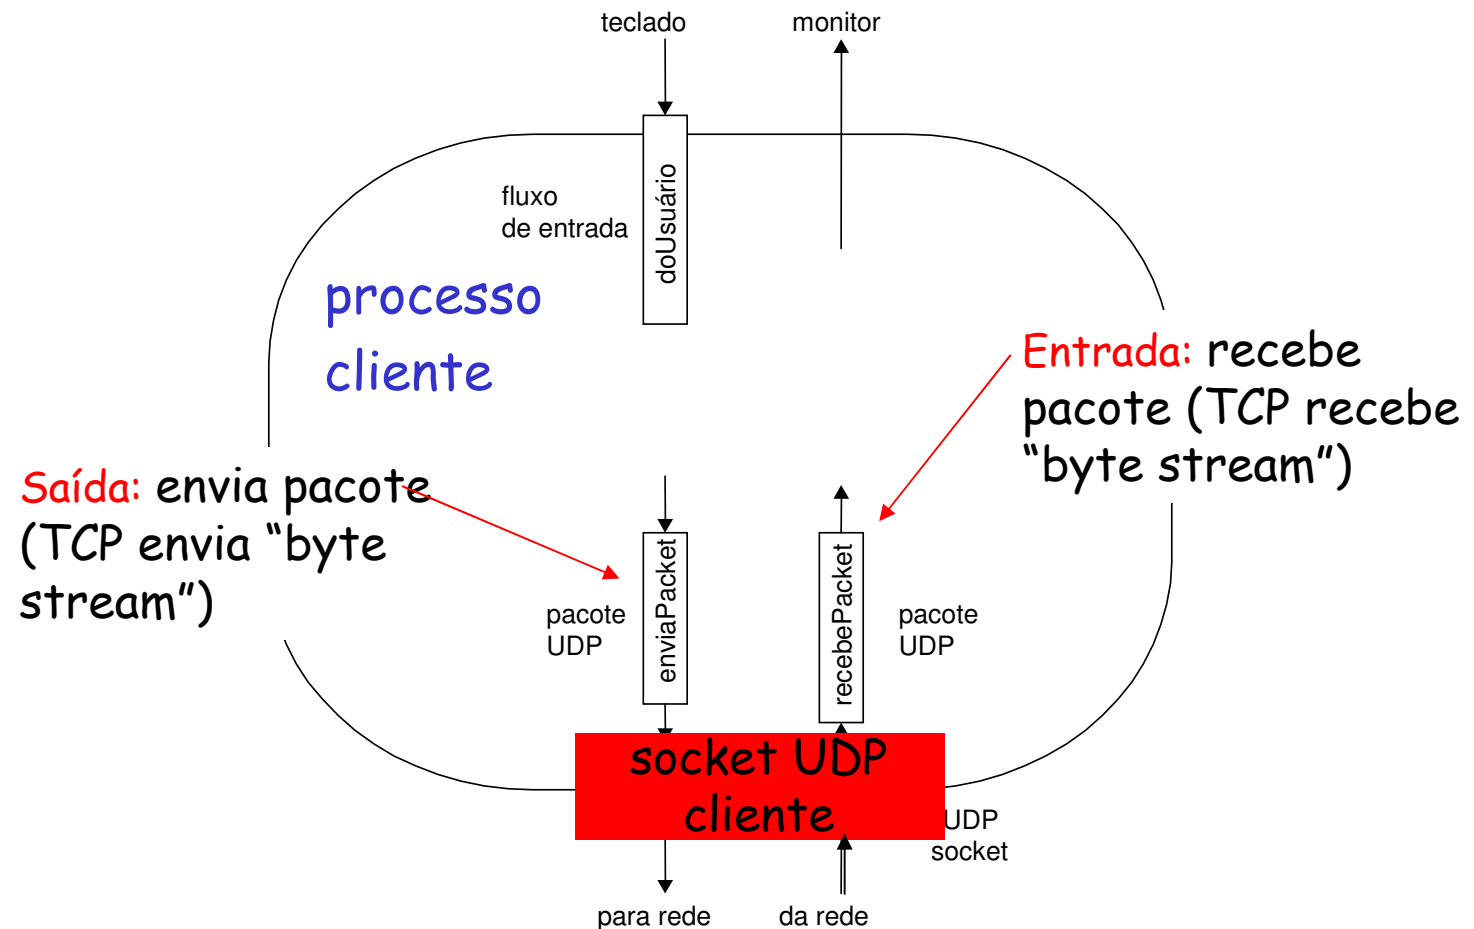 teclado
monitor
fluxo
de entrada
doUsuário
processo
cliente
Entrada: recebe
pacote (TCP recebe
“byte stream”)
Saída: envia pacote
(TCP envia “byte
stream”)
pacote
UDP
enviaPacket
recebePacket
pacote
UDP
socket UDP
cliente
UDP
socket
para rede
da rede